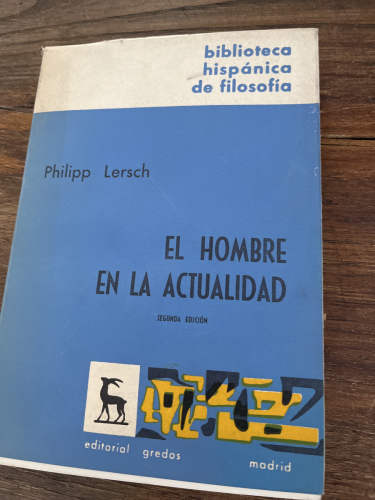 biblioteca
hispánica
de filosofía
Philipp Lersch
EL HOMBRE
EN LA ACTUALIDAD
SEGUNDA EDICIÓN
editorial gredos madrid